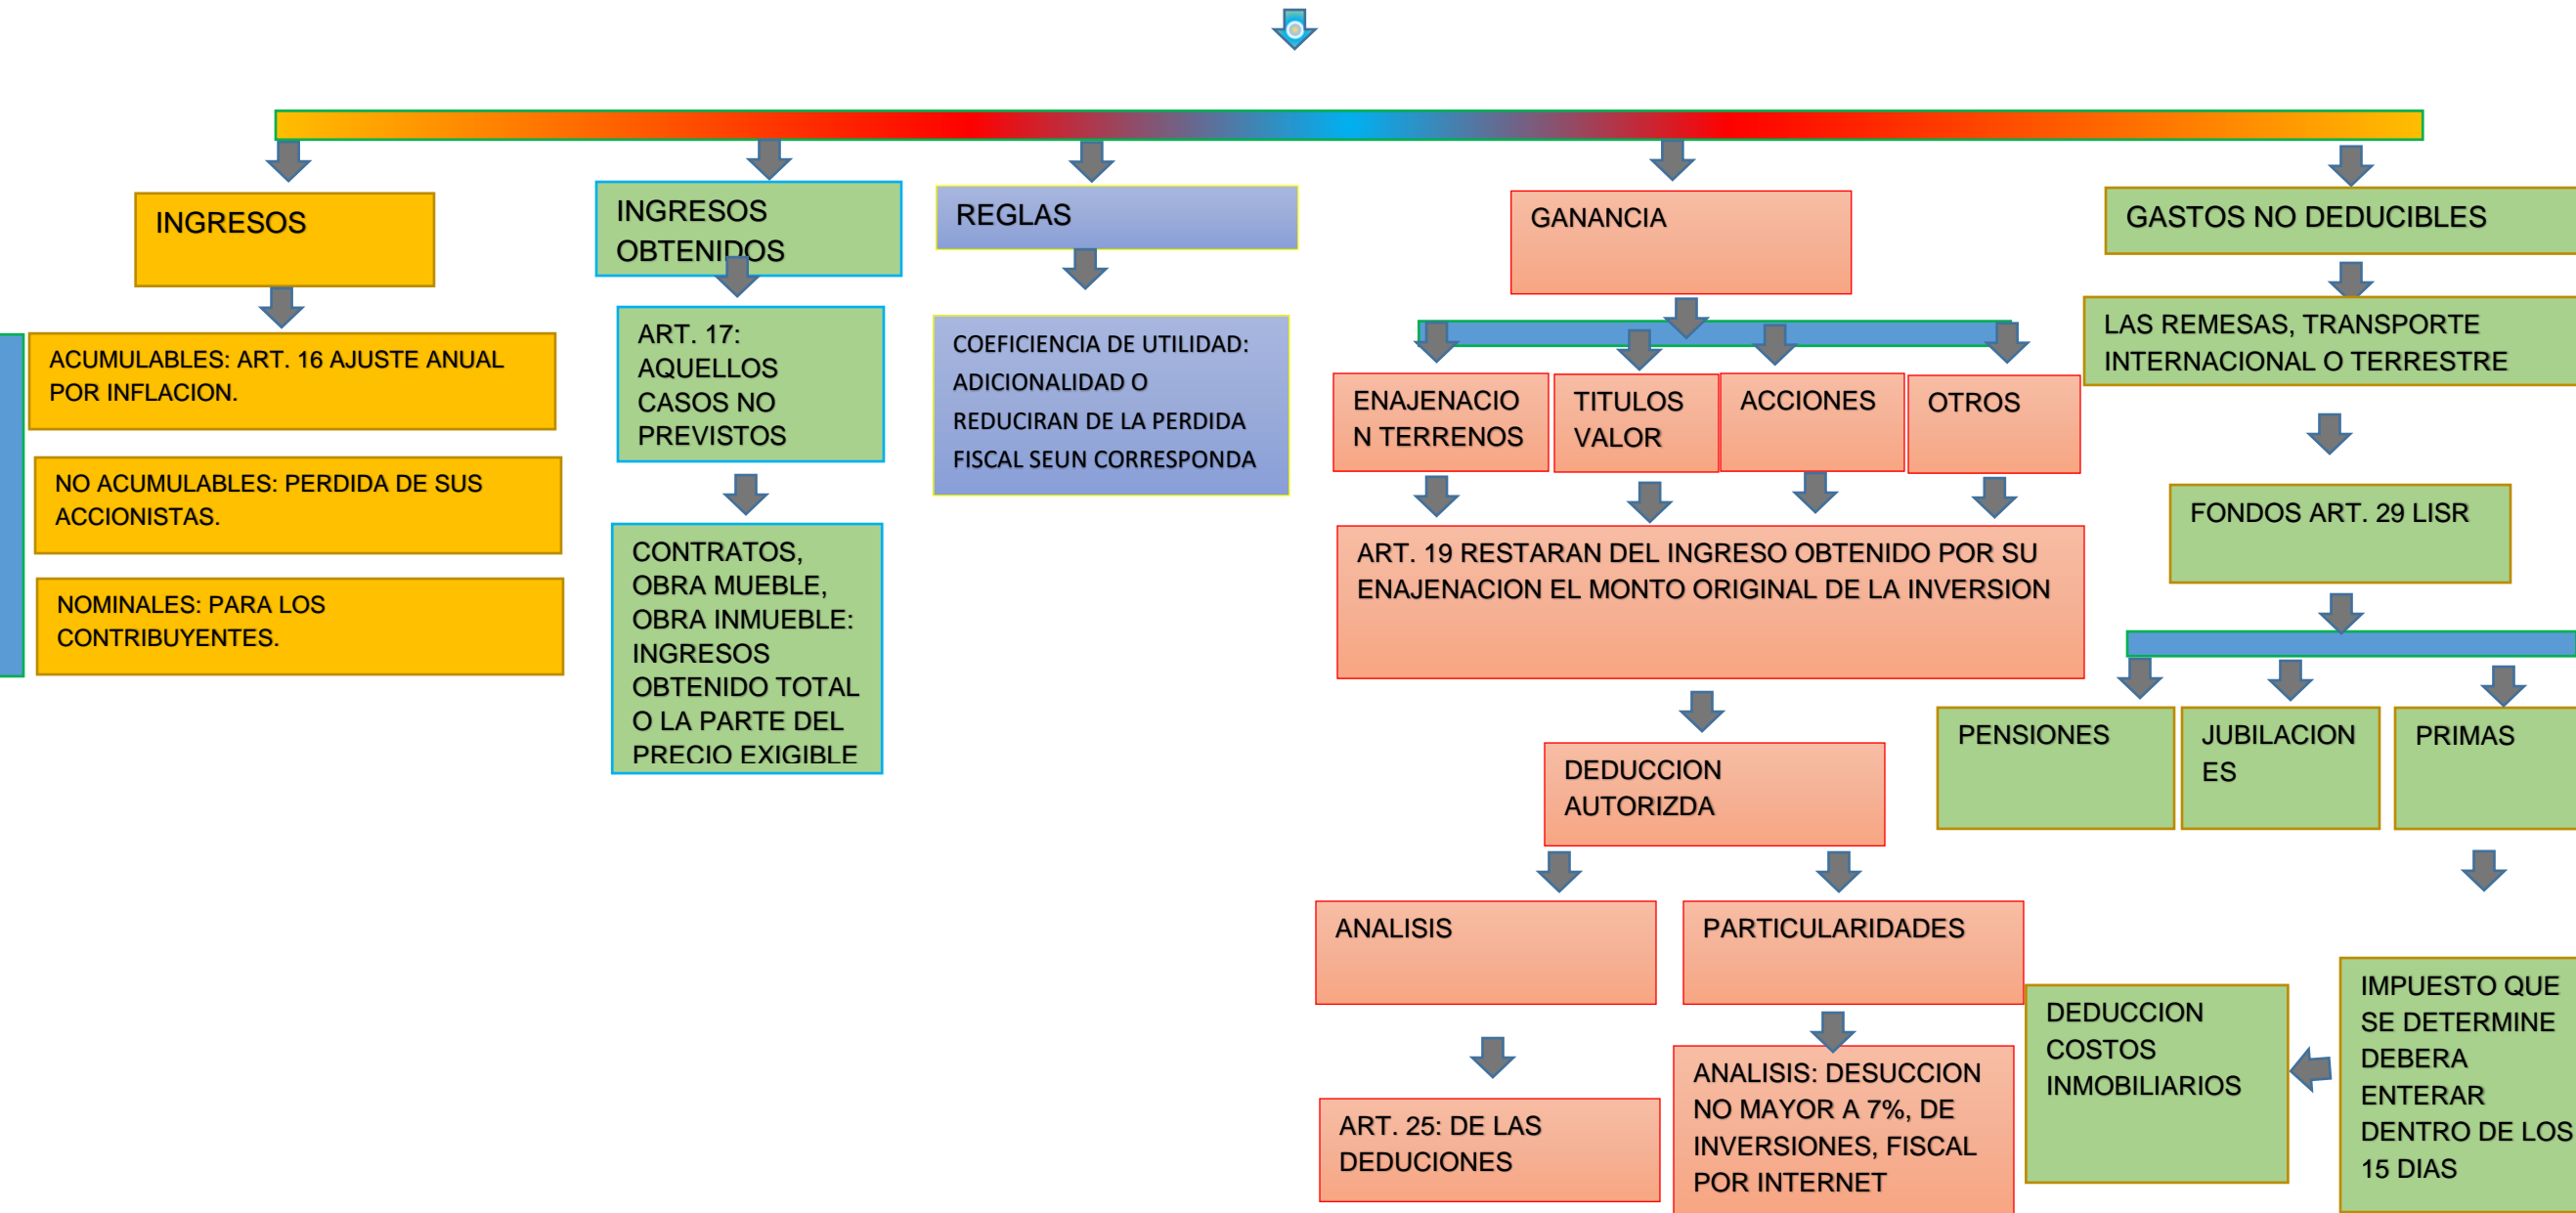 INGRESOS
ACUMULABLES: ART. 16 AJUSTE ANUAL
POR INFLACION.
NO ACUMULABLES: PERDIDA DE SUS
ACCIONISTAS.
NOMINALES: PARA LOS
CONTRIBUYENTES.
INGRESOS
OBTENIDOS
ART. 17:
AQUELLOS
CASOS NO
PREVISTOS
CONTRATOS,
OBRA MUEBLE,
OBRA INMUEBLE:
INGRESOS
OBTENIDO TOTAL
O LA PARTE DEL
PRECIO EXIGIBLE
REGLAS
COEFICIENCIA DE UTILIDAD:
ADICIONALIDAD O
REDUCIRAN DE LA PERDIDA
FISCAL SEUN CORRESPONDA
GANANCIA
ENAJENACIO
N TERRENOS
TITULOS
VALOR
ACCIONES
OTROS
ART. 19 RESTARAN DEL INGRESO OBTENIDO POR SU
ENAJENACION EL MONTO ORIGINAL DE LA INVERSION
DEDUCCION
AUTORIZDA
ANALISIS
ART. 25: DE LAS
DEDUCIONES
PARTICULARIDADES
ANALISIS: DESUCCION
NO MAYOR A 7%, DE
INVERSIONES, FISCAL
POR INTERNET
GASTOS NO DEDUCIBLES
LAS REMESAS, TRANSPORTE
INTERNACIONAL O TERRESTRE
FONDOS ART. 29 LISR
PENSIONES
JUBILACION
ES
PRIMAS
IMPUESTO QUE
SE DETERMINE
DEBERA
ENTERAR
DENTRO DE LOS
15 DIAS
DEDUCCION
COSTOS
INMOBILIARIOS